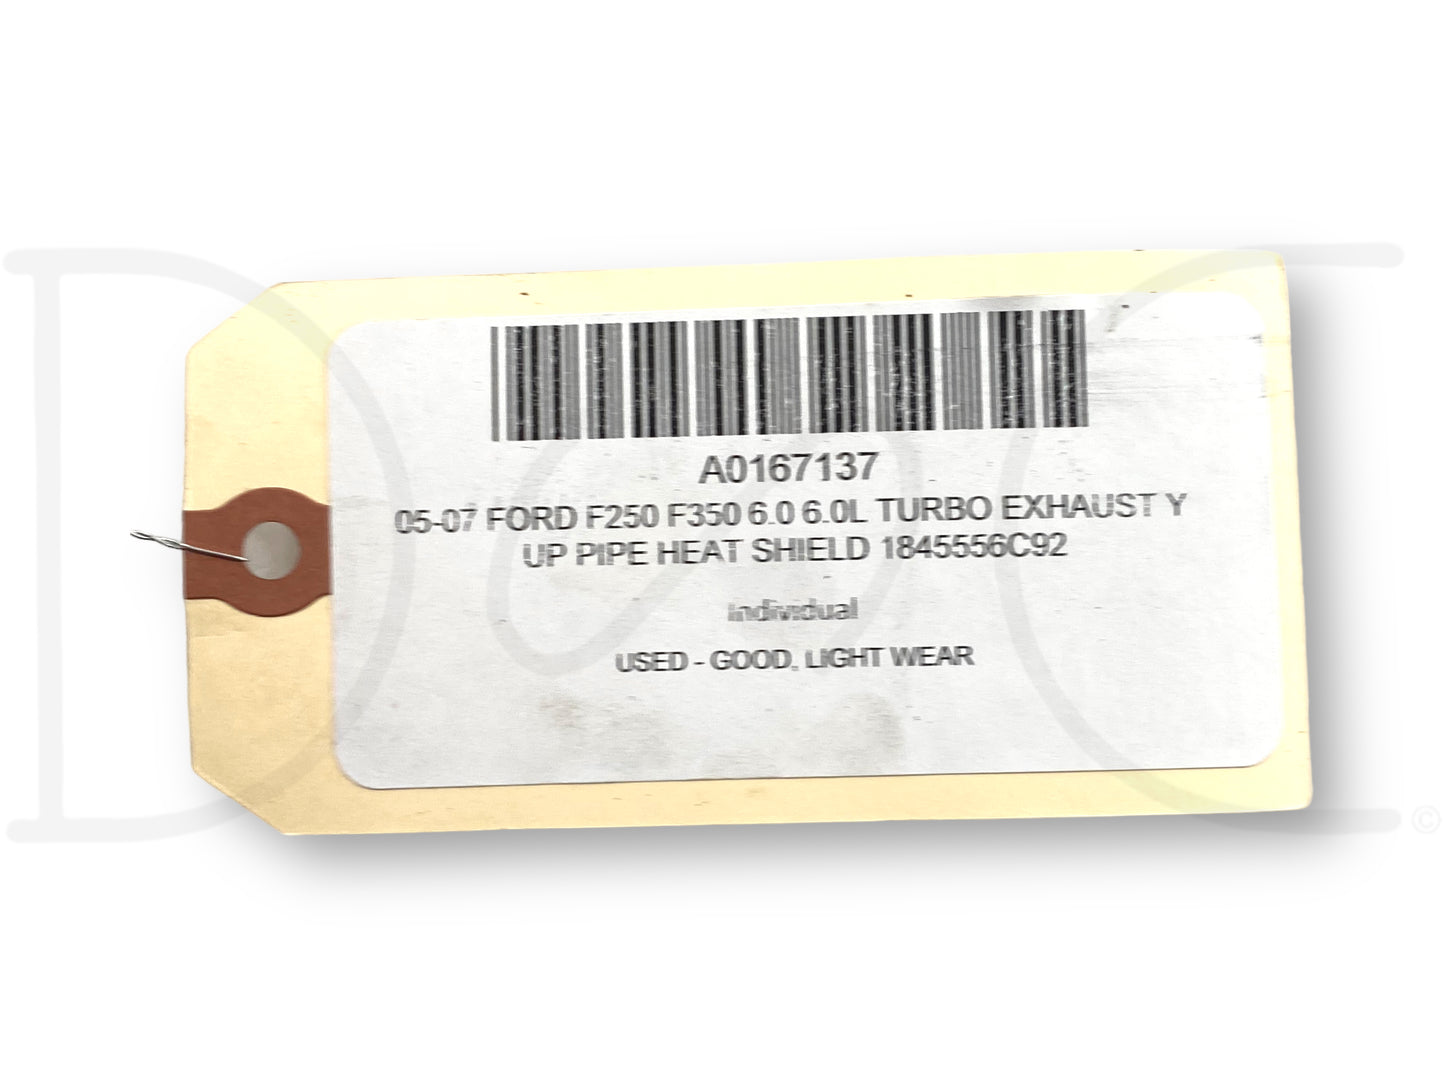 A0167137
05-07 FORD F250 F350 6.0 6.0L TURBO EXHAUST Y
UP PIPE HEAT SHIELD 1845556C92
-
Individual
USED - GOOD, LIGHT WEAR
©